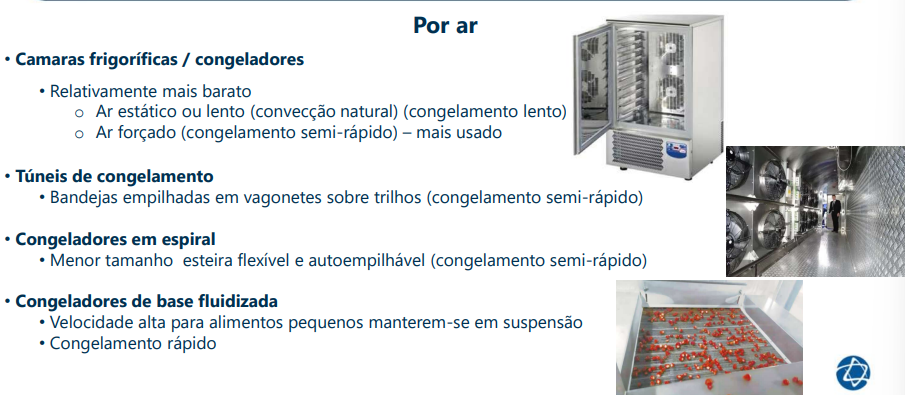 Por ar
• Camaras frigoríficas / congeladores
• Relativamente mais barato
o Ar estático ou lento (convecção natural) (congelamento lento)
o Ar forçado (congelamento semi-rápido) – mais usado
• Túneis de congelamento
• Bandejas empilhadas em vagonetes sobre trilhos (congelamento semi-rápido)
• Congeladores em espiral
• Menor tamanho  esteira flexível e autoempilhável (congelamento semi-rápido)
• Congeladores de base fluidizada
• Velocidade alta para alimentos pequenos manterem-se em suspensão
• Congelamento rápido